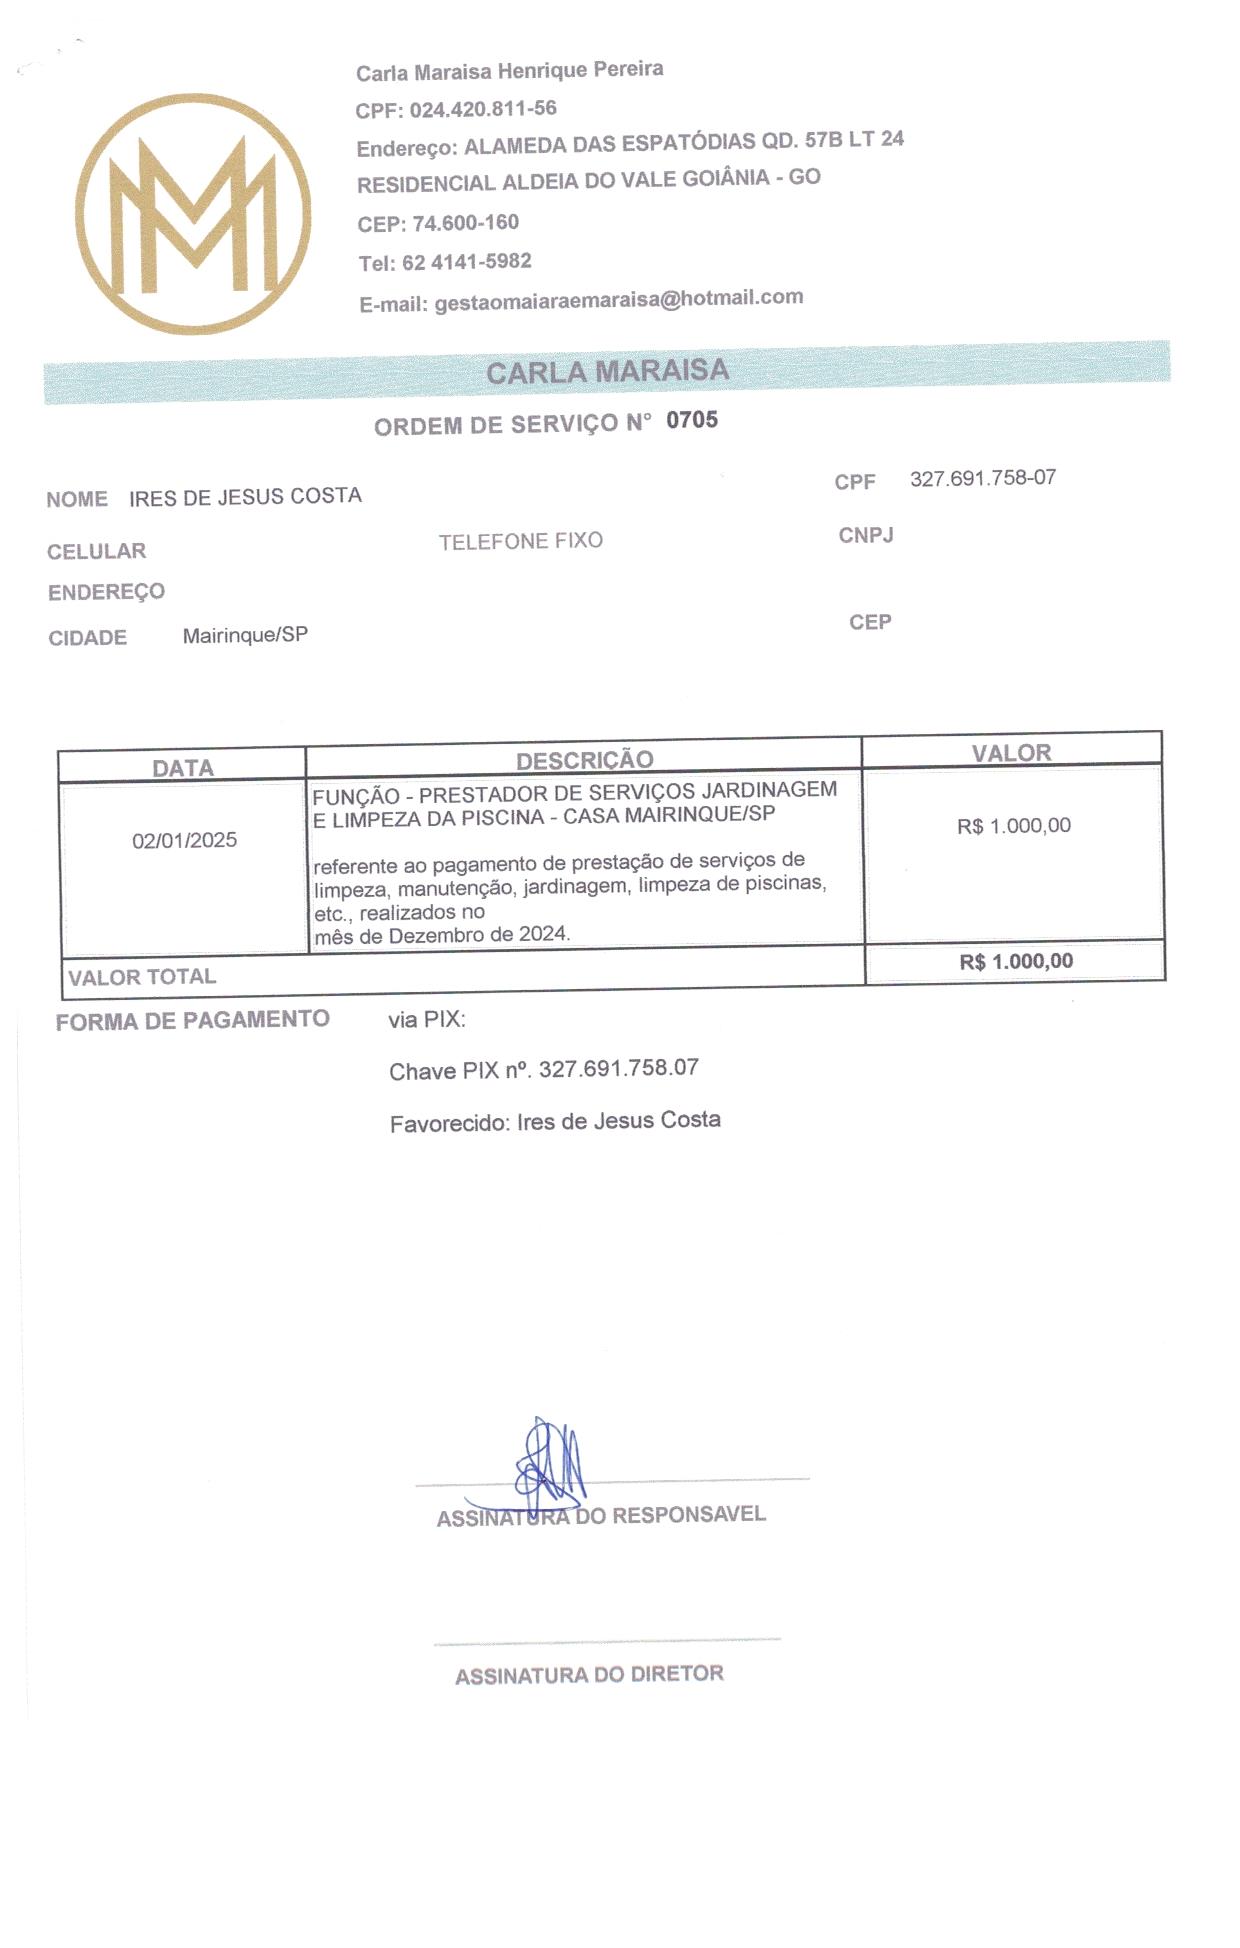 Carla Maraisa Henrique Pereira
CPF: 024.420.811-56
Endereço: ALAMEDA DAS ESPATÓDIAS QD. 57B LT 24
RESIDENCIAL ALDEIA DO VALE GOIÂNIA - GO
CEP: 74.600-160
Tel: 62 4141-5982
E-mail: gestaomaiaraemaraisa@hotmail.com
CARLA MARAISA
ORDEM DE SERVIÇO N° 0705
NOME IRES DE JESUS COSTA CPF 327.691.758-07
CELULAR TELEFONE FIXO CNPJ
ENDEREÇO
CIDADE Mairinque/SP CEP
DATA DESCRIÇÃO VALOR
FUNÇÃO - PRESTADOR DE SERVIÇOS JARDINAGEM
E LIMPEZA DA PISCINA - CASA MAIRINQUE/SP
02/01/2025 R$ 1.000,00
referente ao pagamento de prestação de serviços de
limpeza, manutenção, jardinagem, limpeza de piscinas,
etc., realizados no
mês de Dezembro de 2024.
VALOR TOTAL R$ 1.000,00
FORMA DE PAGAMENTO via PIX:
Chave PIX nº. 327.691.758.07
Favorecido: Ires de Jesus Costa
ASSINATURA DO RESPONSAVEL
ASSINATURA DO DIRETOR